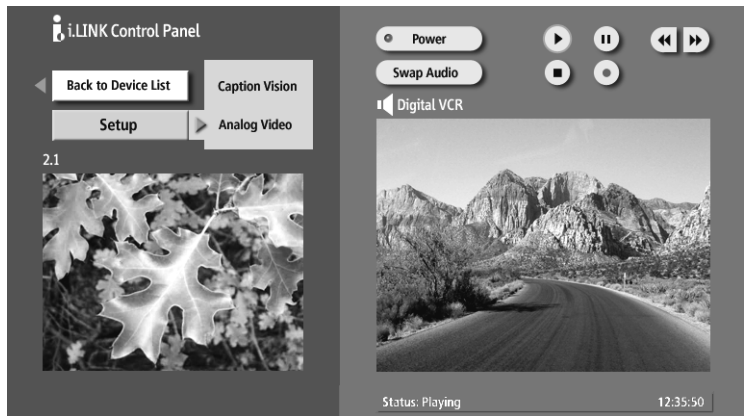 i.LINK Control Panel
Back to Device List
Caption Vision
Setup
Analog Video
2.1
Power
Swap Audio
Digital VCR
Status: Playing
12:35:50